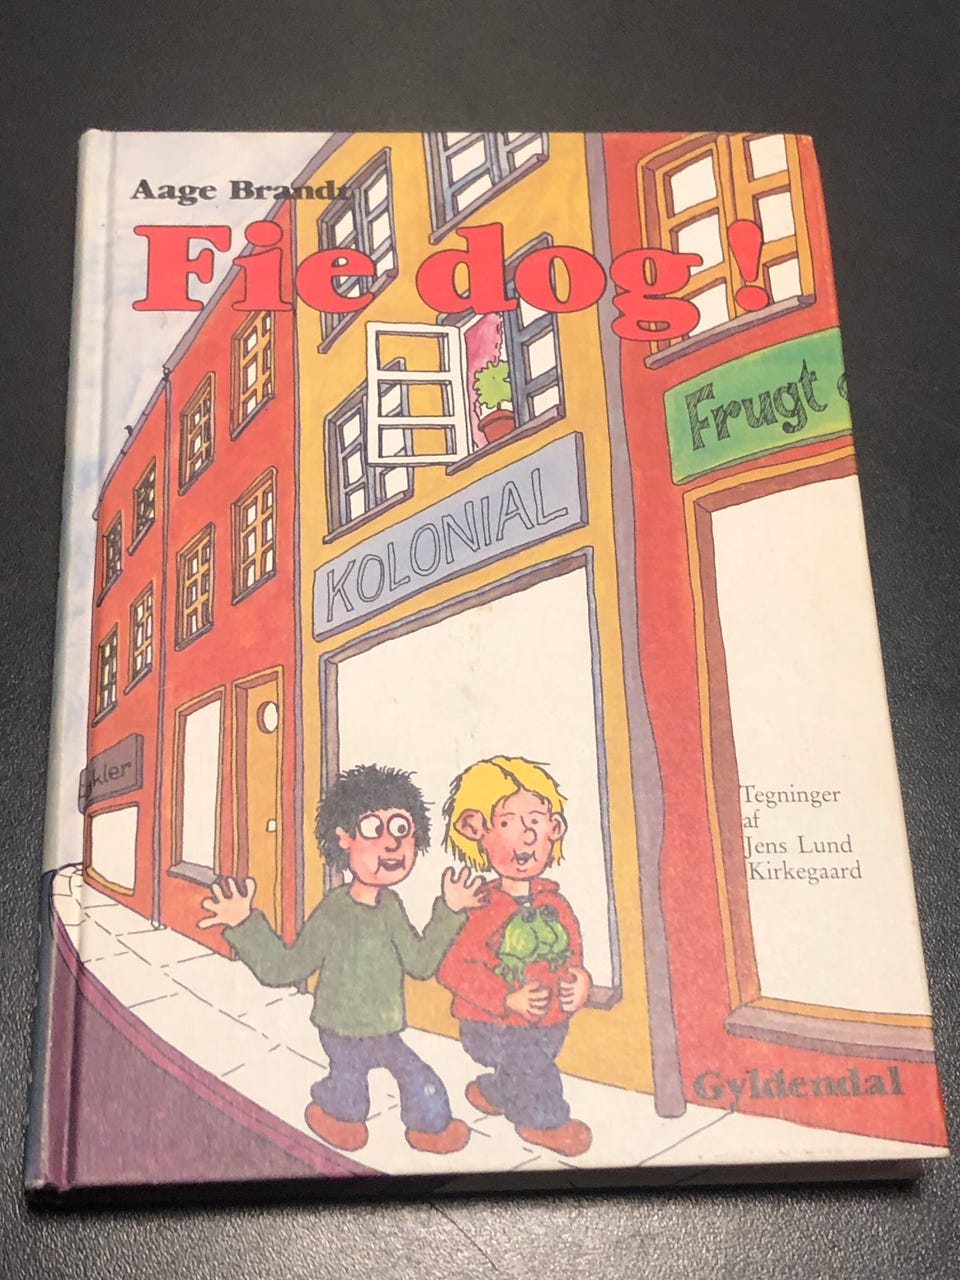 Aage Brandt
Fie dog!
Frugt
KOLONIAL
Tegninger
af
Jens Lund
Kirkegaard
Gyldendal